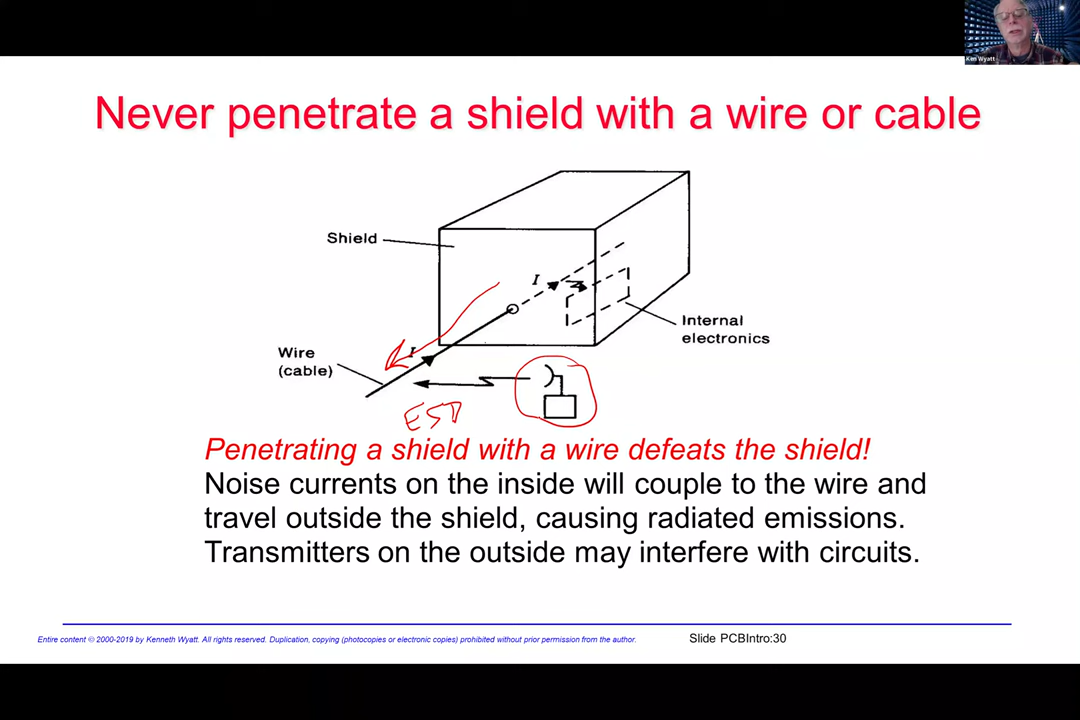 Ken Wyatt
Never penetrate a shield with a wire or cable
Shield
I
Internal
electronics
Wire
(cable)
I
ESD
Penetrating a shield with a wire defeats the shield!
Noise currents on the inside will couple to the wire and
travel outside the shield, causing radiated emissions.
Transmitters on the outside may interfere with circuits.
Entire content © 2000-2019 by Kenneth Wyatt. All rights reserved. Duplication, copying (photocopies or electronic copies) prohibited without prior permission from the author.
Slide PCBIntro:30